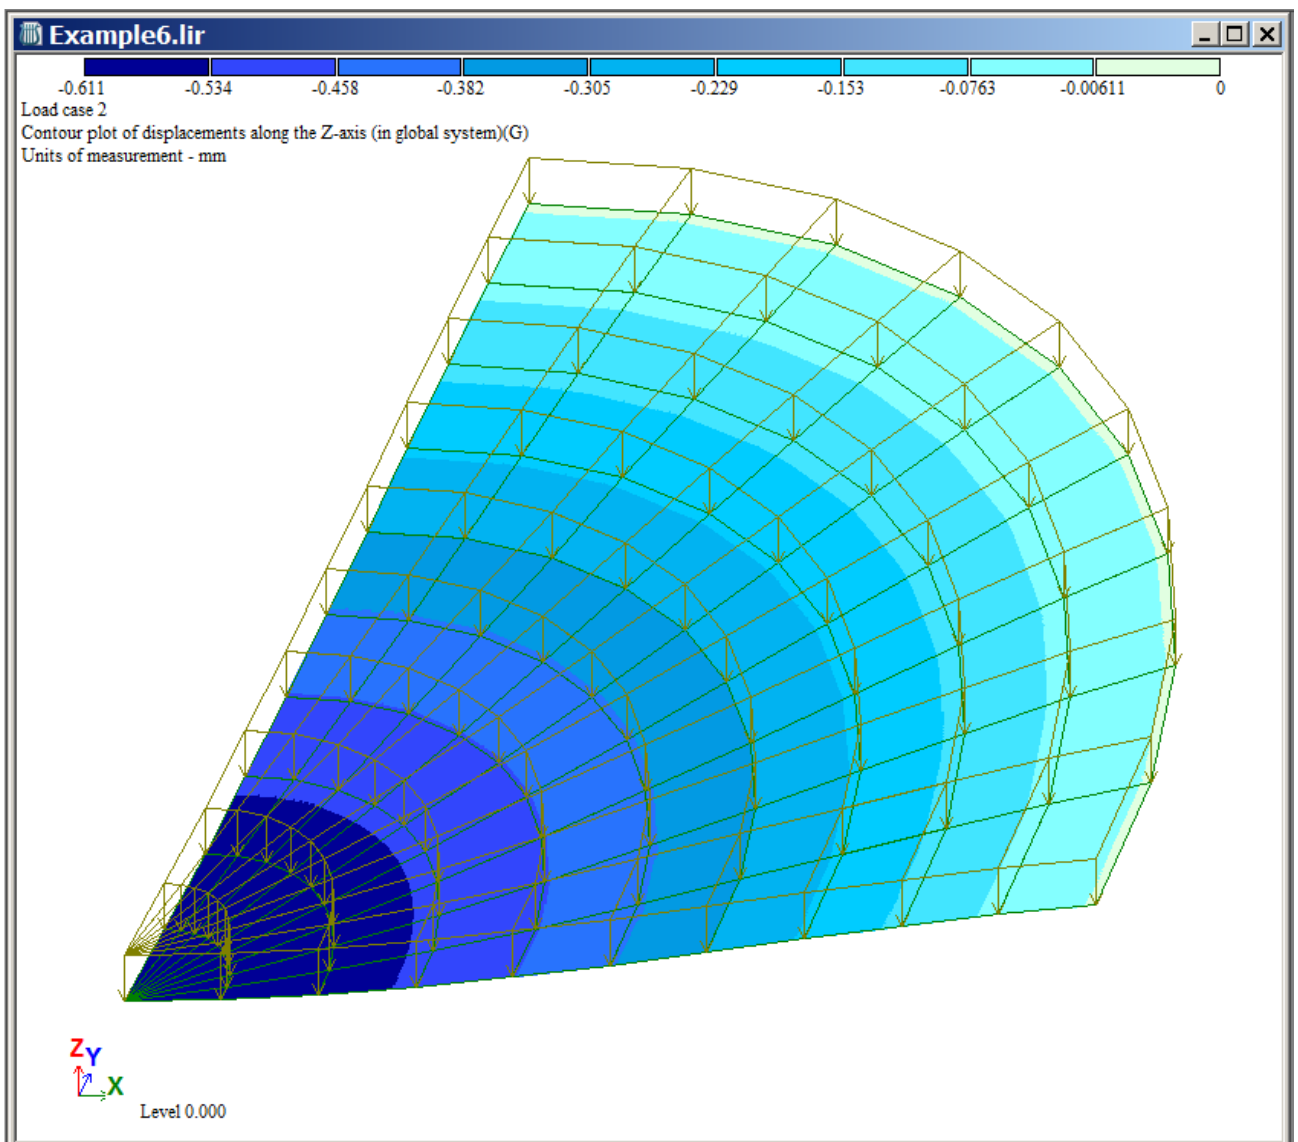 Example6.lir
-0.611 -0.534 -0.458 -0.382 -0.305 -0.229 -0.153 -0.0763 -0.00611 0
Load case 2
Contour plot of displacements along the Z-axis (in global system)(G)
Units of measurement - mm
Z
Y
X
Level 0.000